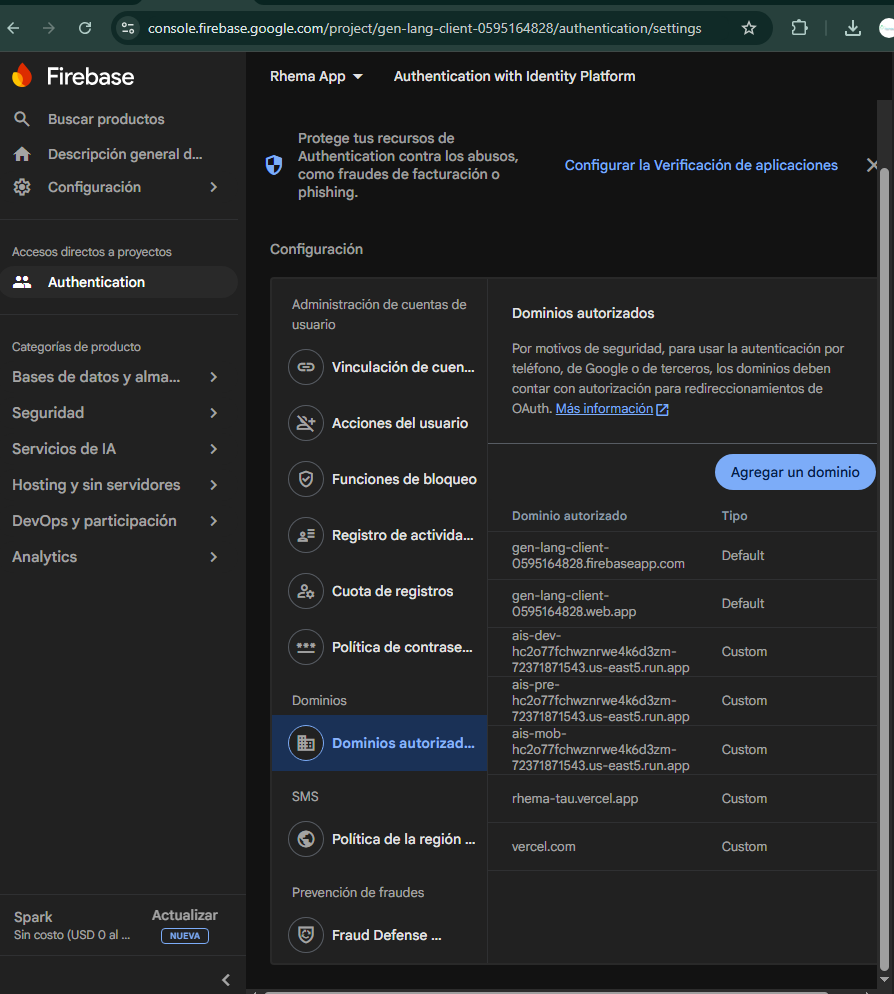 console.firebase.google.com/project/gen-lang-client-0595164828/authentication/settings
Firebase
Buscar productos
Descripción general d...
Configuración
Accesos directos a proyectos
Authentication
Categorías de producto
Bases de datos y alma...
Seguridad
Servicios de IA
Hosting y sin servidores
DevOps y participación
Analytics
Spark
Sin costo (USD 0 al ...
Actualizar
NUEVA
Rhema App
Authentication with Identity Platform
Protege tus recursos de
Authentication contra los abusos,
como fraudes de facturación o
phishing.
Configurar la Verificación de aplicaciones
Configuración
Administración de cuentas de
usuario
Vinculación de cuen...
Acciones del usuario
Funciones de bloqueo
Registro de activida...
Cuota de registros
Política de contrase...
Dominios
Dominios autorizad...
SMS
Política de la región ...
Prevención de fraudes
Fraud Defense ...
Dominios autorizados
Por motivos de seguridad, para usar la autenticación por
teléfono, de Google o de terceros, los dominios deben
contar con autorización para redireccionamientos de
OAuth. Más información
Agregar un dominio
Dominio autorizado Tipo
gen-lang-client-
0595164828.firebaseapp.com
Default
gen-lang-client-
0595164828.web.app
Default
ais-dev-
hc2o77fchwznrwe4k6d3zm-
72371871543.us-east5.run.app
Custom
ais-pre-
hc2o77fchwznrwe4k6d3zm-
72371871543.us-east5.run.app
Custom
ais-mob-
hc2o77fchwznrwe4k6d3zm-
72371871543.us-east5.run.app
Custom
rhema-tau.vercel.app Custom
vercel.com Custom